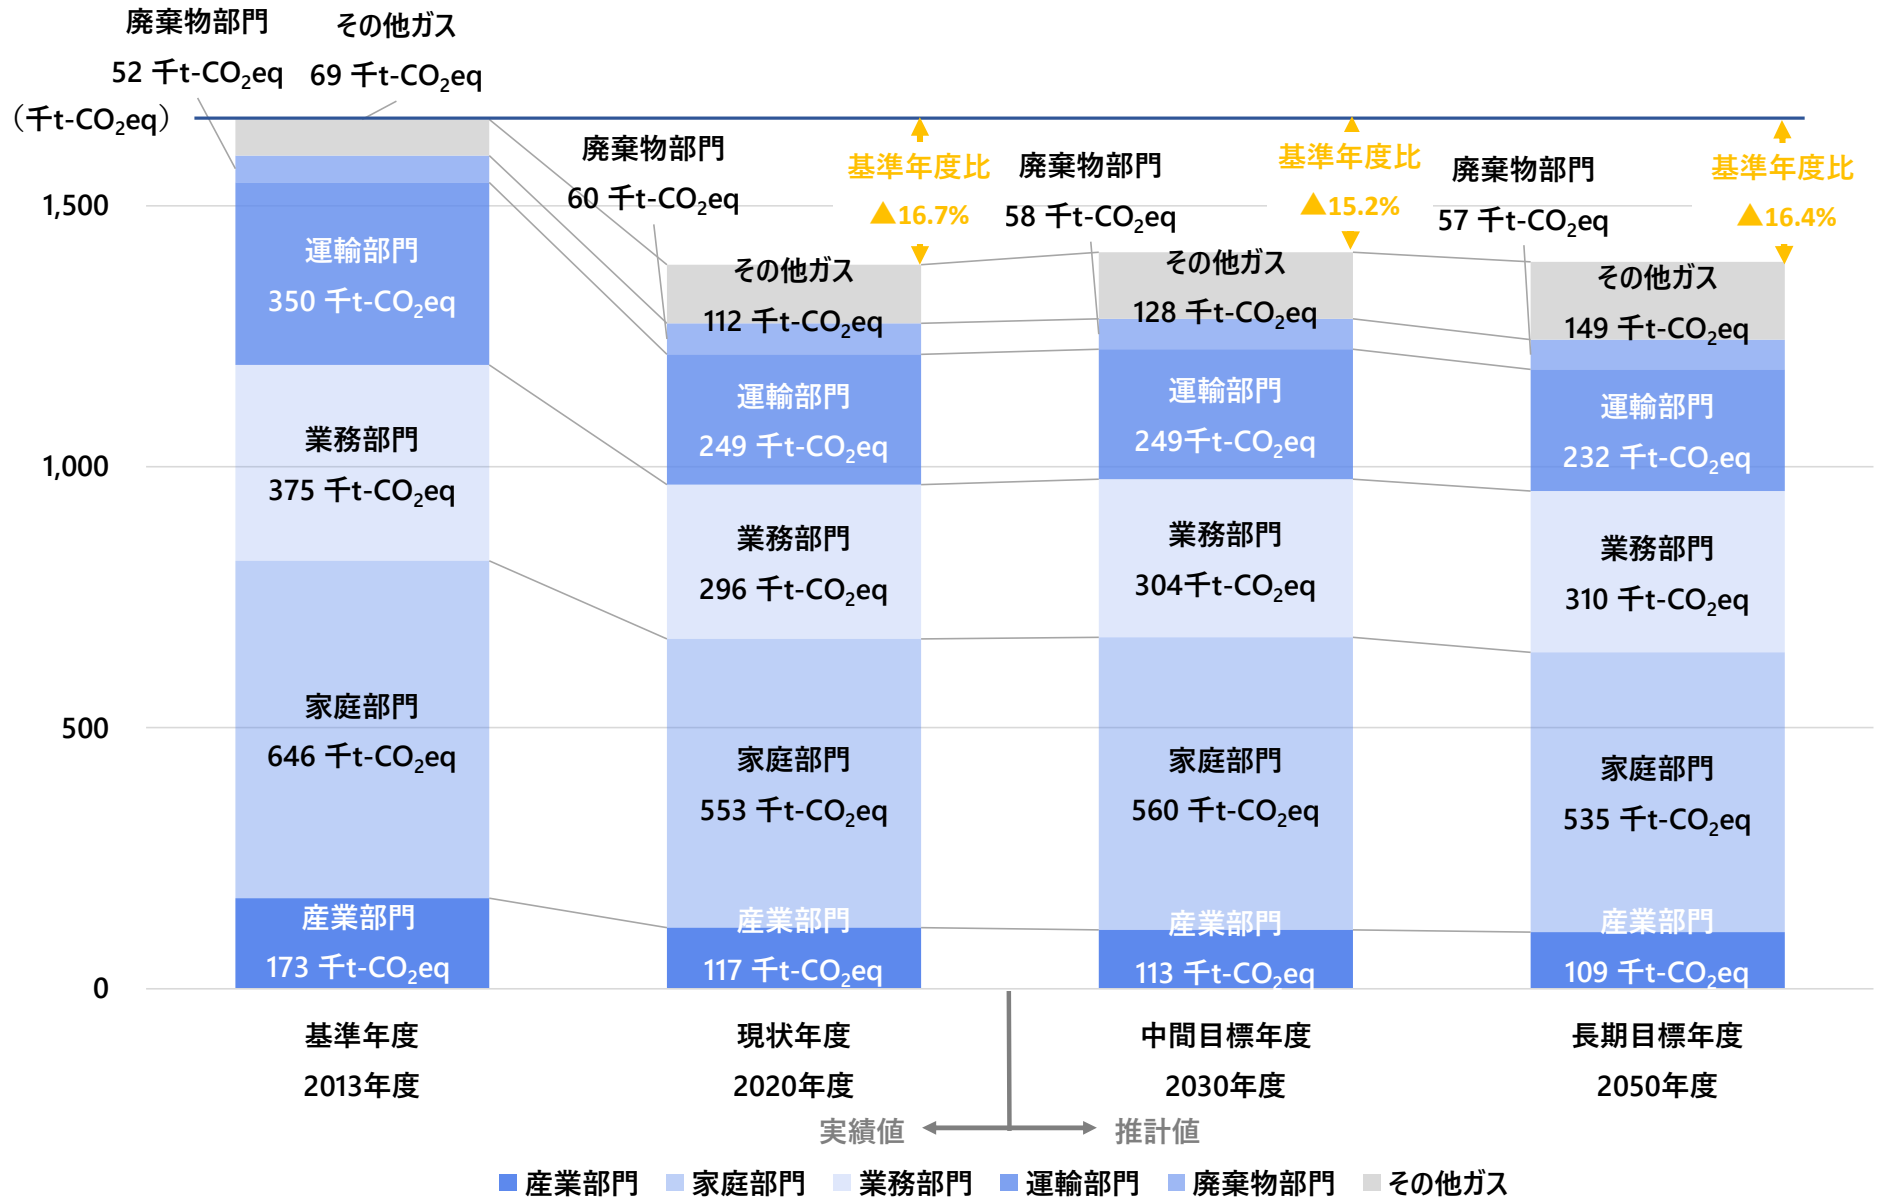 廃棄物部門
52 千t-CO₂eq
その他ガス
69 千t-CO₂eq
（千t-CO₂eq）
1,500
1,000
500
0
運輸部門
350 千t-CO₂eq
業務部門
375 千t-CO₂eq
家庭部門
646 千t-CO₂eq
産業部門
173 千t-CO₂eq
廃棄物部門
60 千t-CO₂eq
基準年度比
▲16.7%
その他ガス
112 千t-CO₂eq
運輸部門
249 千t-CO₂eq
業務部門
296 千t-CO₂eq
家庭部門
553 千t-CO₂eq
産業部門
117 千t-CO₂eq
廃棄物部門
58 千t-CO₂eq
基準年度比
▲15.2%
その他ガス
128 千t-CO₂eq
運輸部門
249千t-CO₂eq
業務部門
304千t-CO₂eq
家庭部門
560 千t-CO₂eq
産業部門
113 千t-CO₂eq
廃棄物部門
57 千t-CO₂eq
基準年度比
▲16.4%
その他ガス
149 千t-CO₂eq
運輸部門
232 千t-CO₂eq
業務部門
310 千t-CO₂eq
家庭部門
535 千t-CO₂eq
産業部門
109 千t-CO₂eq
基準年度
2013年度
現状年度
2020年度
中間目標年度
2030年度
長期目標年度
2050年度
実績値
推計値
産業部門 家庭部門 業務部門 運輸部門 廃棄物部門 その他ガス